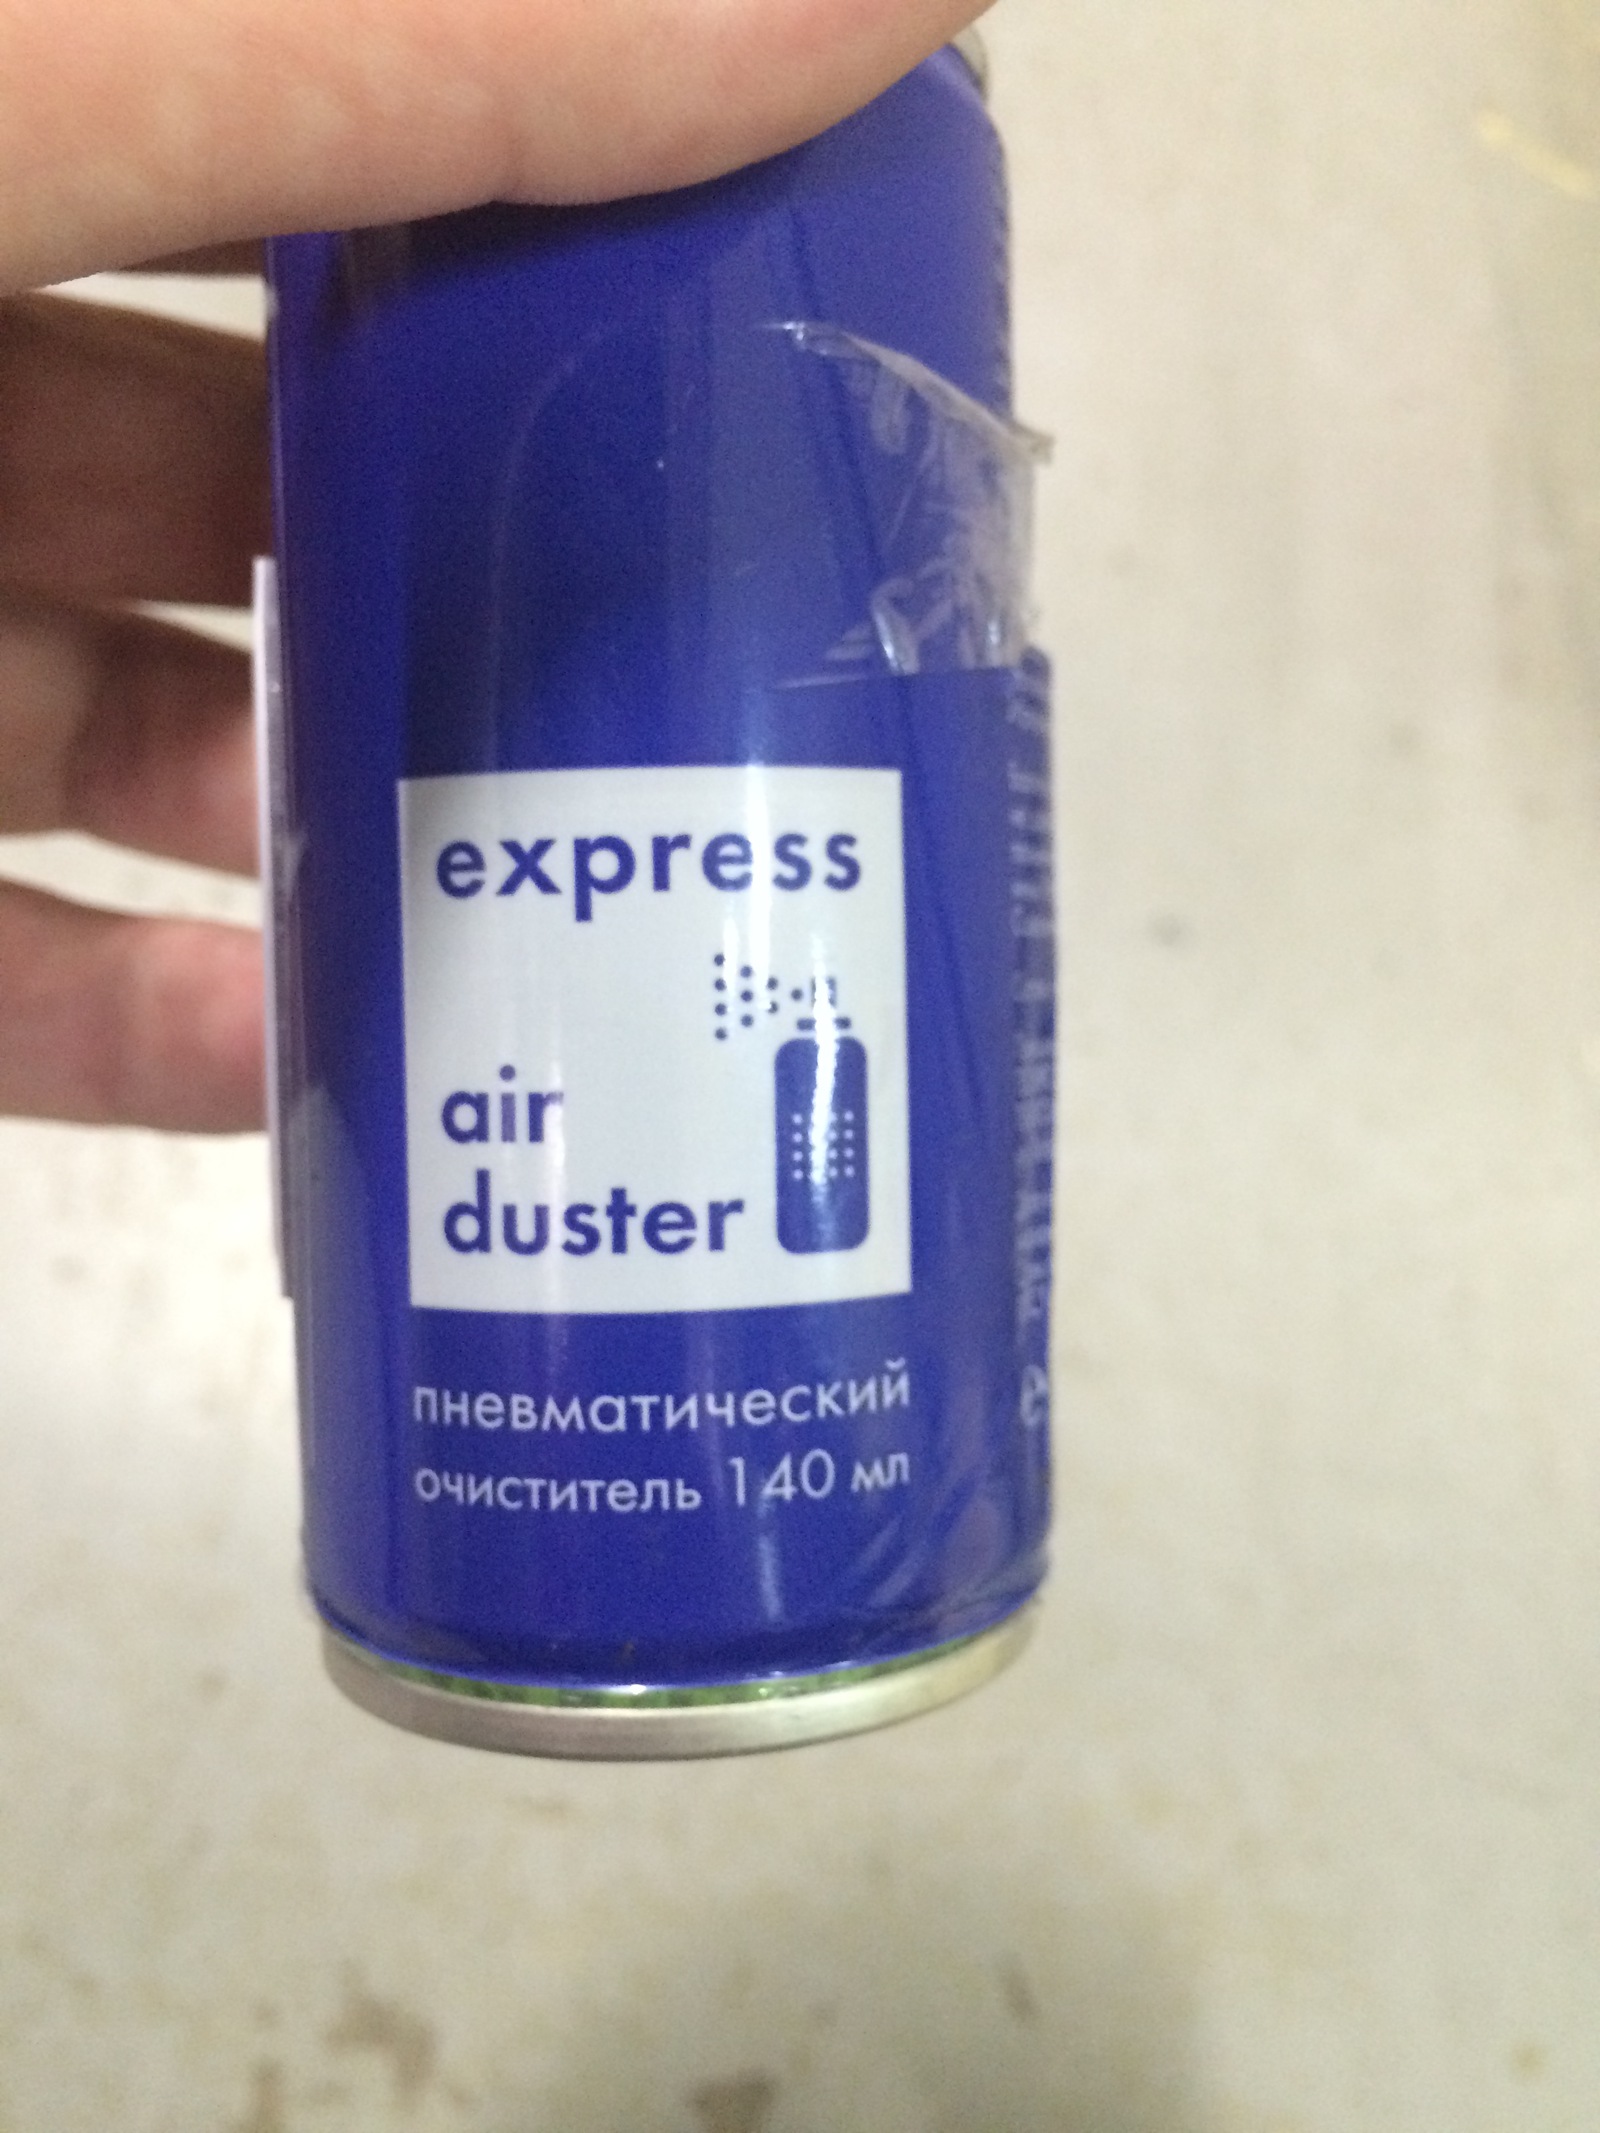 express
air
duster
пневматический
очиститель 140 мл